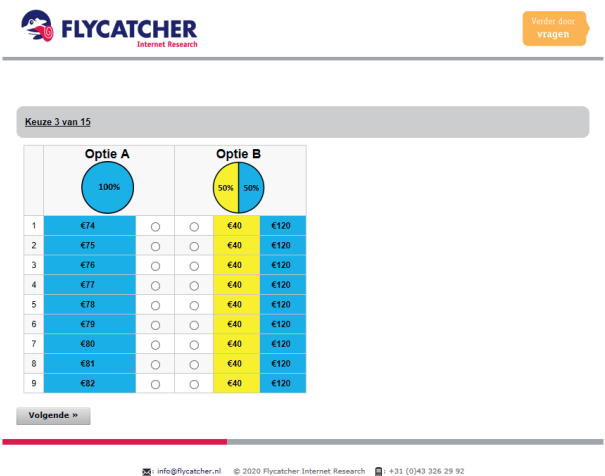 FLYCATCHER
Internet Research
Verder door
vragen
Keuze 3 van 15
Optie A Optie B
100% 50% 50%
1 €74 €40 €120
2 €75 €40 €120
3 €76 €40 €120
4 €77 €40 €120
5 €78 €40 €120
6 €79 €40 €120
7 €80 €40 €120
8 €81 €40 €120
9 €82 €40 €120
Volgende »
: info@flycatcher.nl © 2020 Flycatcher Internet Research : +31 (0)43 326 29 92